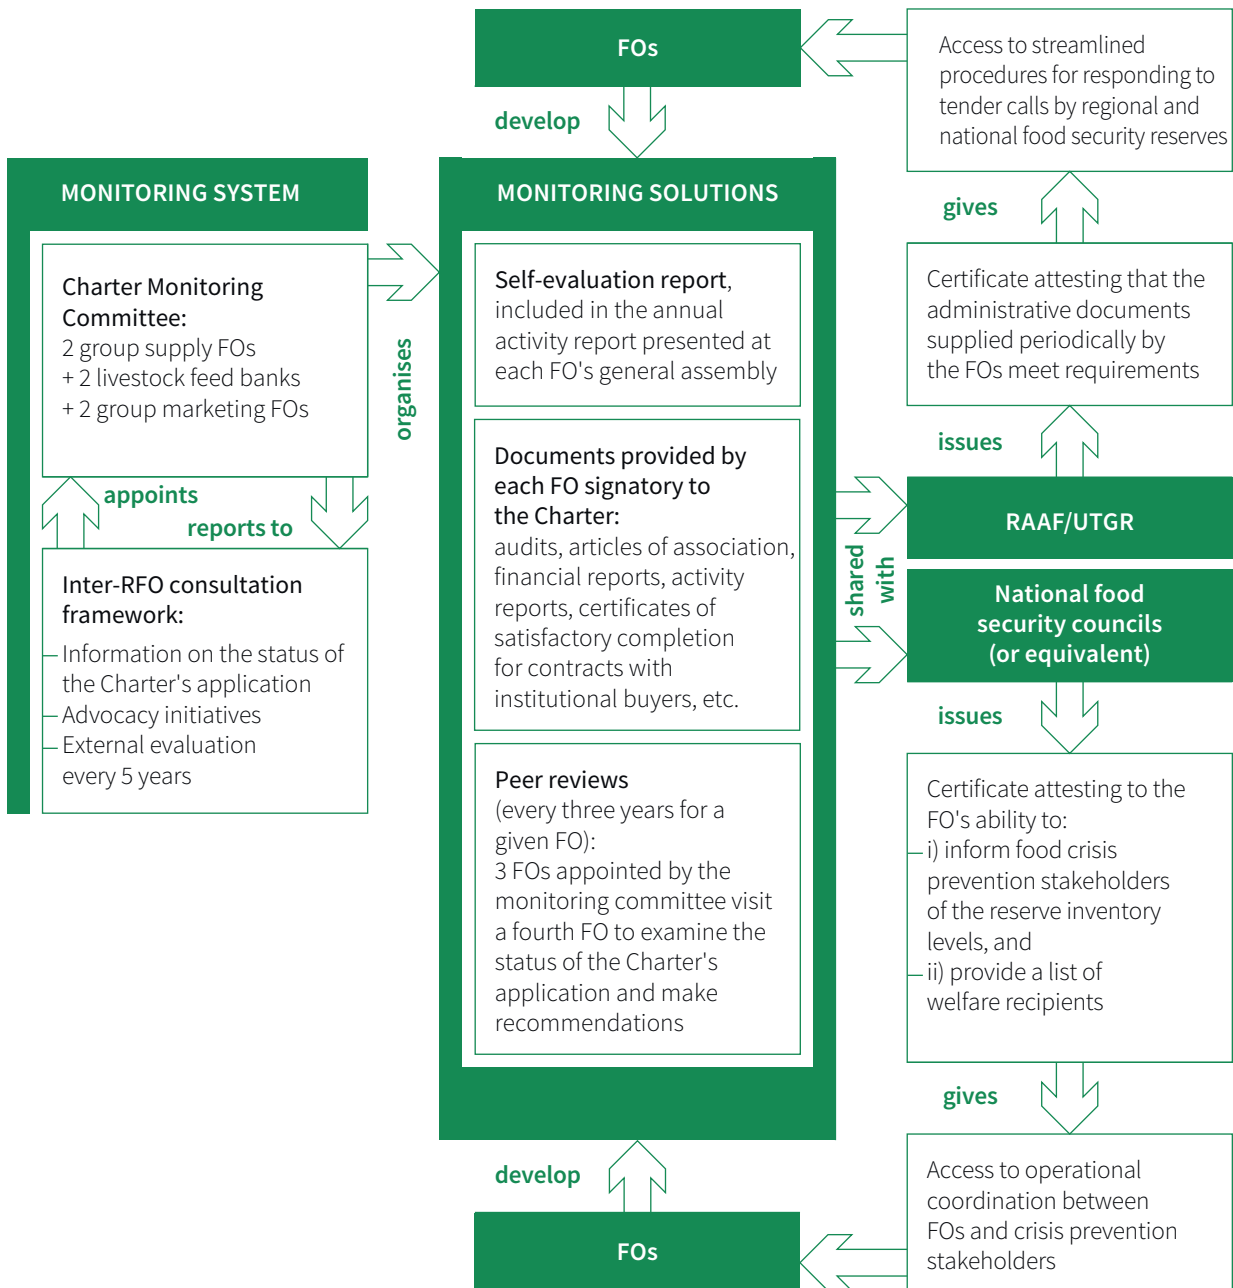 FOs
develop
Access to streamlined
procedures for responding to
tender calls by regional and
national food security reserves
MONITORING SYSTEM
Charter Monitoring
Committee:
2 group supply FOs
+ 2 livestock feed banks
+ 2 group marketing FOs
appoints
reports to
Inter-RFO consultation
framework:
Information on the status of
the Charter's application
Advocacy initiatives
External evaluation
every 5 years
organises
MONITORING SOLUTIONS
Self-evaluation report,
included in the annual
activity report presented at
each FO's general assembly
Documents provided by
each FO signatory to
the Charter:
audits, articles of association,
financial reports, activity
reports, certificates of
satisfactory completion
for contracts with
institutional buyers, etc.
Peer reviews
(every three years for a
given FO):
3 FOs appointed by the
monitoring committee visit
a fourth FO to examine the
status of the Charter's
application and make
recommendations
shared
with
gives
Certificate attesting that the
administrative documents
supplied periodically by
the FOs meet requirements
issues
RAAF/UTGR
National food
security councils
(or equivalent)
issues
Certificate attesting to the
FO's ability to:
i) inform food crisis
prevention stakeholders
of the reserve inventory
levels, and
ii) provide a list of
welfare recipients
gives
Access to operational
coordination between
FOs and crisis prevention
stakeholders
develop
FOs